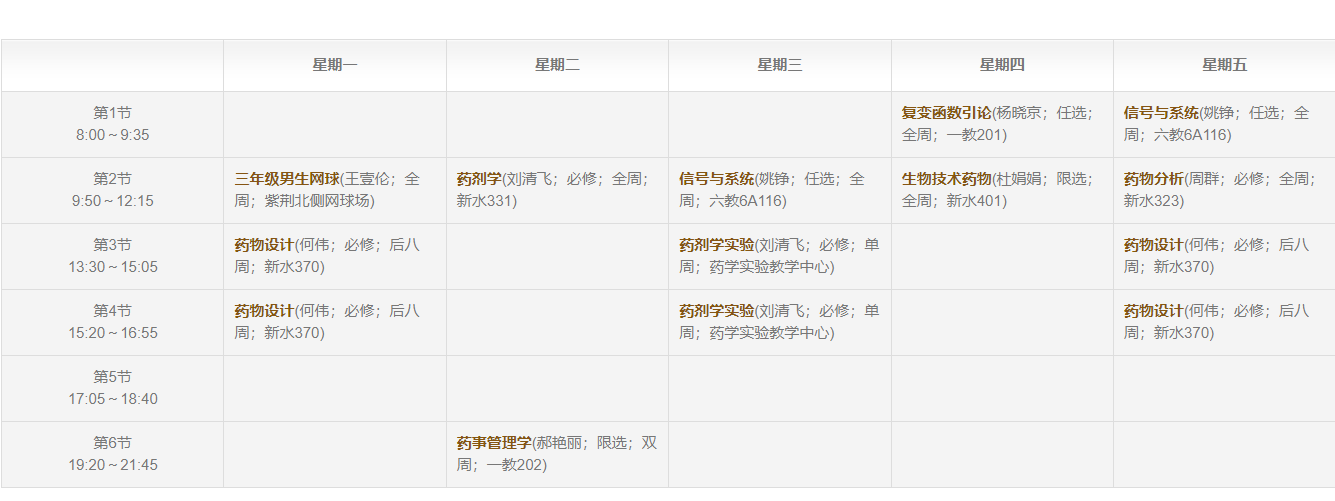 星期一 星期二 星期三 星期四 星期五
第1节
8:00～9:35
复变函数引论(杨晓京；任选；
全周；一教201)
信号与系统(姚铮；任选；全
周；六教6A116)
第2节
9:50～12:15
三年级男生网球(王壹伦；全
周；紫荆北侧网球场)
药剂学(刘清飞；必修；全周；
新水331)
信号与系统(姚铮；任选；全
周；六教6A116)
生物技术药物(杜娟娟；限选；
全周；新水401)
药物分析(周群；必修；全周；
新水323)
第3节
13:30～15:05
药物设计(何伟；必修；后八
周；新水370)
药剂学实验(刘清飞；必修；单
周；药学实验教学中心)
药物设计(何伟；必修；后八
周；新水370)
第4节
15:20～16:55
药物设计(何伟；必修；后八
周；新水370)
药剂学实验(刘清飞；必修；单
周；药学实验教学中心)
药物设计(何伟；必修；后八
周；新水370)
第5节
17:05～18:40
第6节
19:20～21:45
药事管理学(郝艳丽；限选；双
周；一教202)